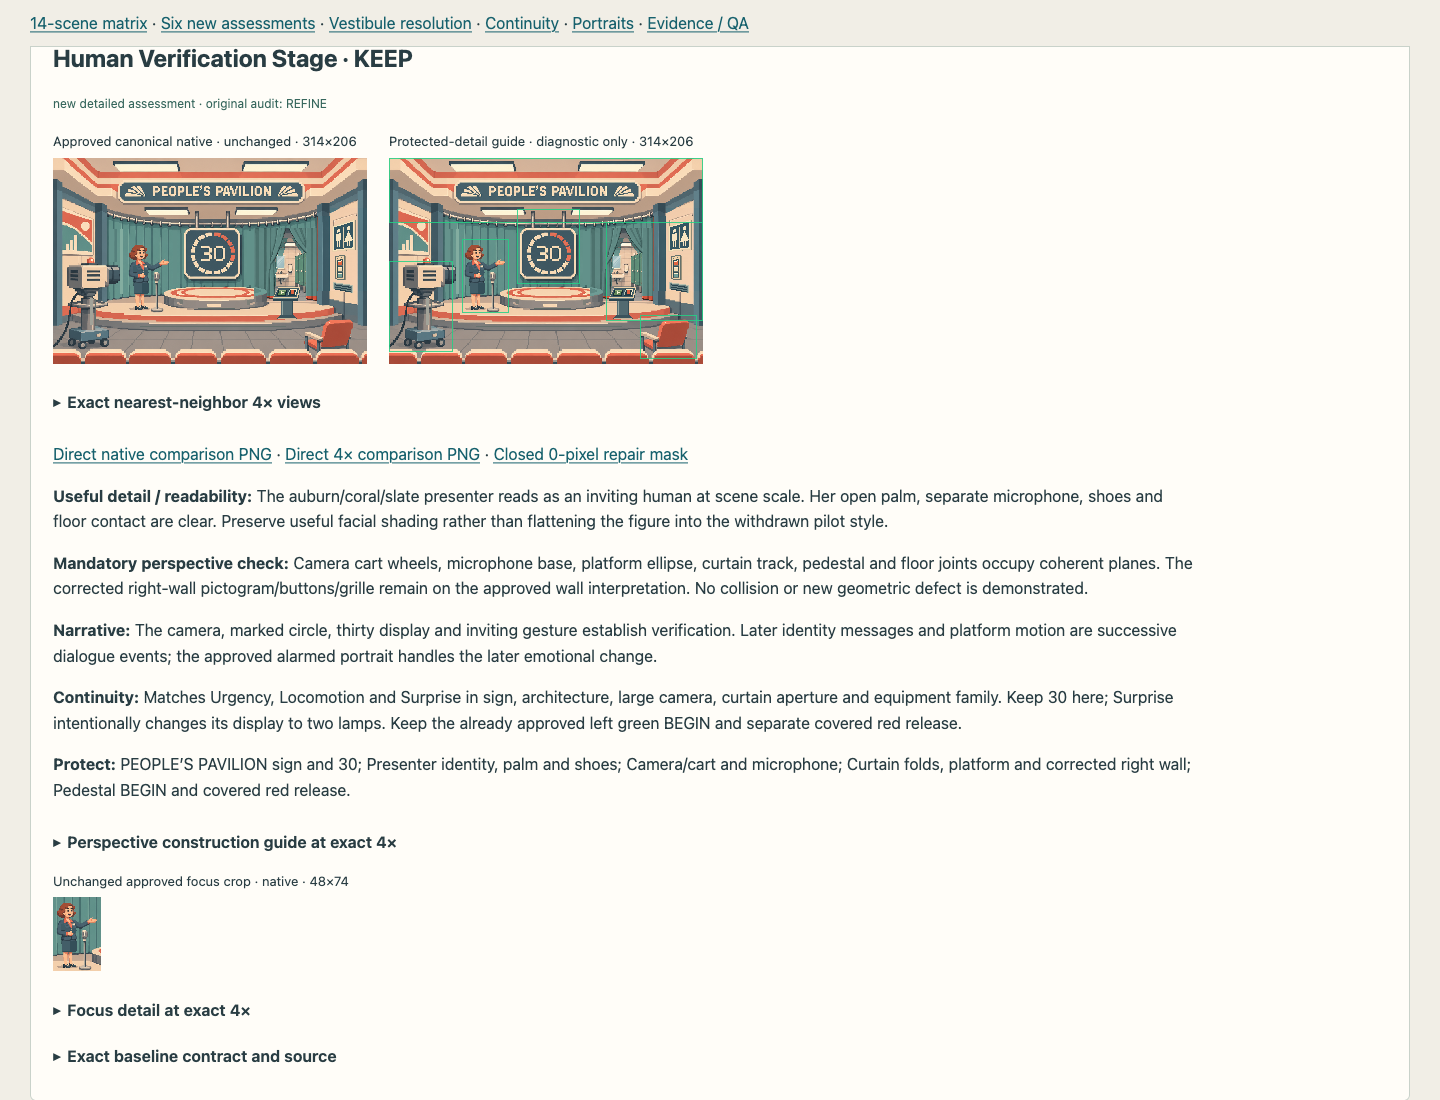 14-scene matrix · Six new assessments · Vestibule resolution · Continuity · Portraits · Evidence / QA
Human Verification Stage · KEEP
new detailed assessment · original audit: REFINE
Approved canonical native · unchanged · 314×206
Protected-detail guide · diagnostic only · 314×206
PEOPLE'S PAVILION
30
PEOPLE'S PAVILION
30
▸ Exact nearest-neighbor 4× views
Direct native comparison PNG · Direct 4× comparison PNG · Closed 0-pixel repair mask
Useful detail / readability: The auburn/coral/slate presenter reads as an inviting human at scene scale. Her open palm, separate microphone, shoes and
floor contact are clear. Preserve useful facial shading rather than flattening the figure into the withdrawn pilot style.
Mandatory perspective check: Camera cart wheels, microphone base, platform ellipse, curtain track, pedestal and floor joints occupy coherent planes. The
corrected right-wall pictogram/buttons/grille remain on the approved wall interpretation. No collision or new geometric defect is demonstrated.
Narrative: The camera, marked circle, thirty display and inviting gesture establish verification. Later identity messages and platform motion are successive
dialogue events; the approved alarmed portrait handles the later emotional change.
Continuity: Matches Urgency, Locomotion and Surprise in sign, architecture, large camera, curtain aperture and equipment family. Keep 30 here; Surprise
intentionally changes its display to two lamps. Keep the already approved left green BEGIN and separate covered red release.
Protect: PEOPLE’S PAVILION sign and 30; Presenter identity, palm and shoes; Camera/cart and microphone; Curtain folds, platform and corrected right wall;
Pedestal BEGIN and covered red release.
▸ Perspective construction guide at exact 4×
Unchanged approved focus crop · native · 48×74
▸ Focus detail at exact 4×
▸ Exact baseline contract and source